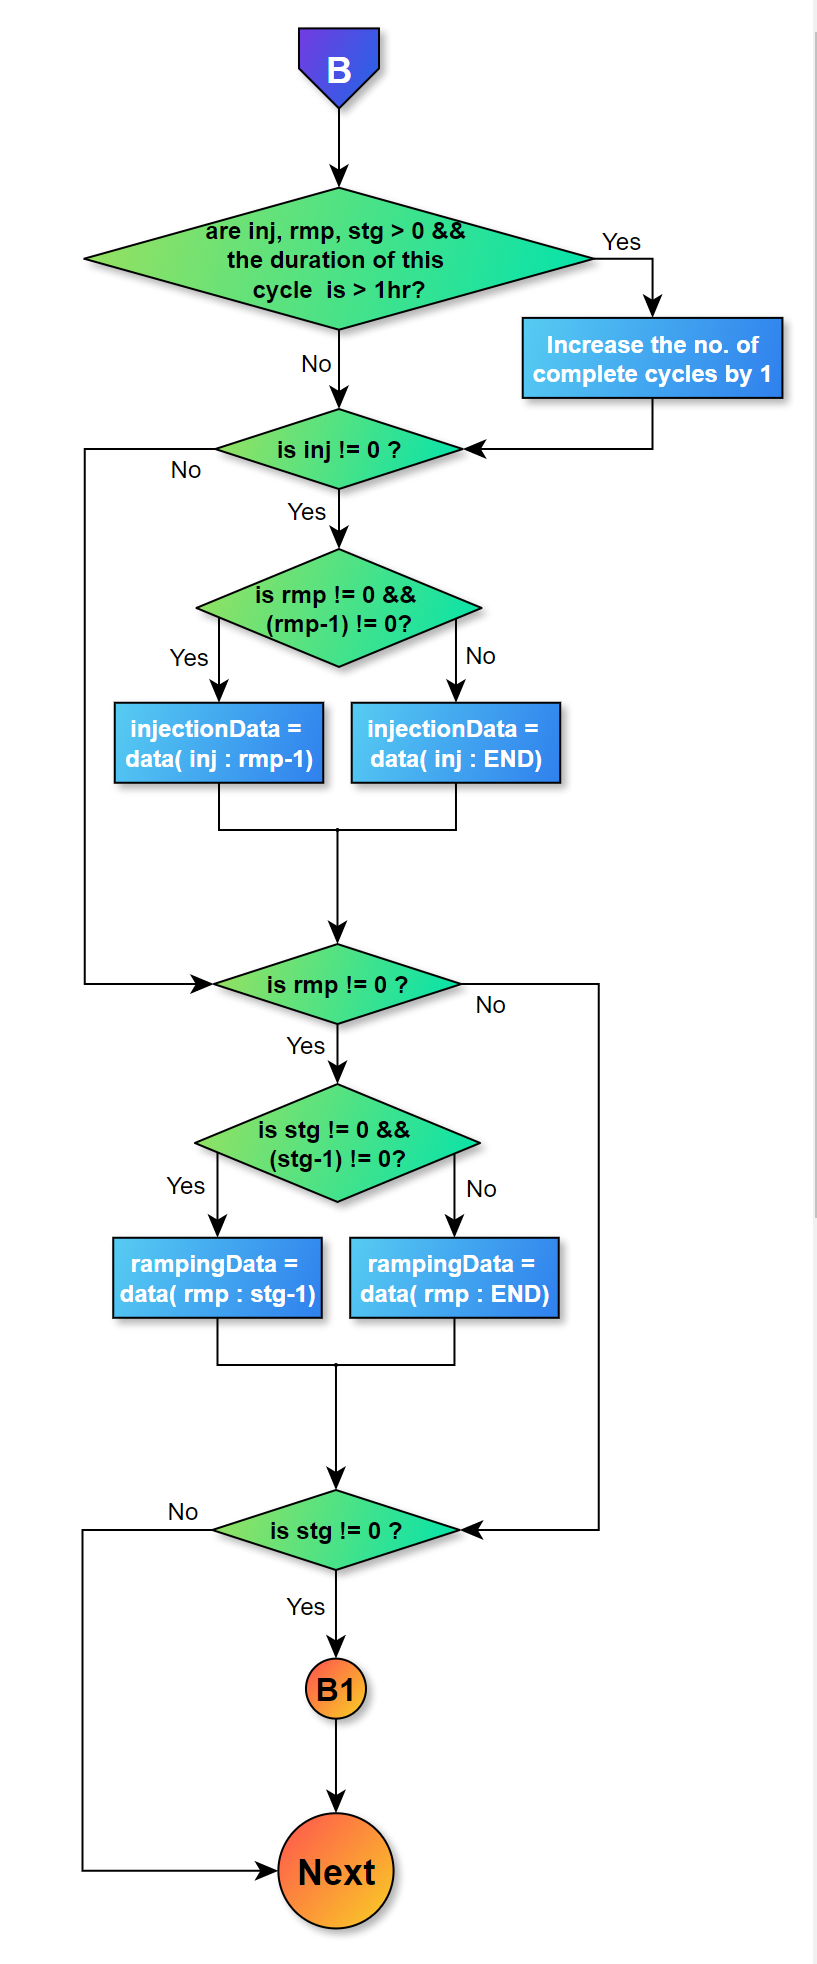 B
are inj, rmp, stg > 0 &&
the duration of this
cycle is > 1hr?
Yes
Increase the no. of
complete cycles by 1
No
is inj != 0 ?
No
Yes
is rmp != 0 &&
(rmp-1) != 0?
Yes
No
injectionData =
data( inj : rmp-1)
injectionData =
data( inj : END)
is rmp != 0 ?
No
Yes
is stg != 0 &&
(stg-1) != 0?
Yes
No
rampingData =
data( rmp : stg-1)
rampingData =
data( rmp : END)
No
is stg != 0 ?
Yes
B1
Next